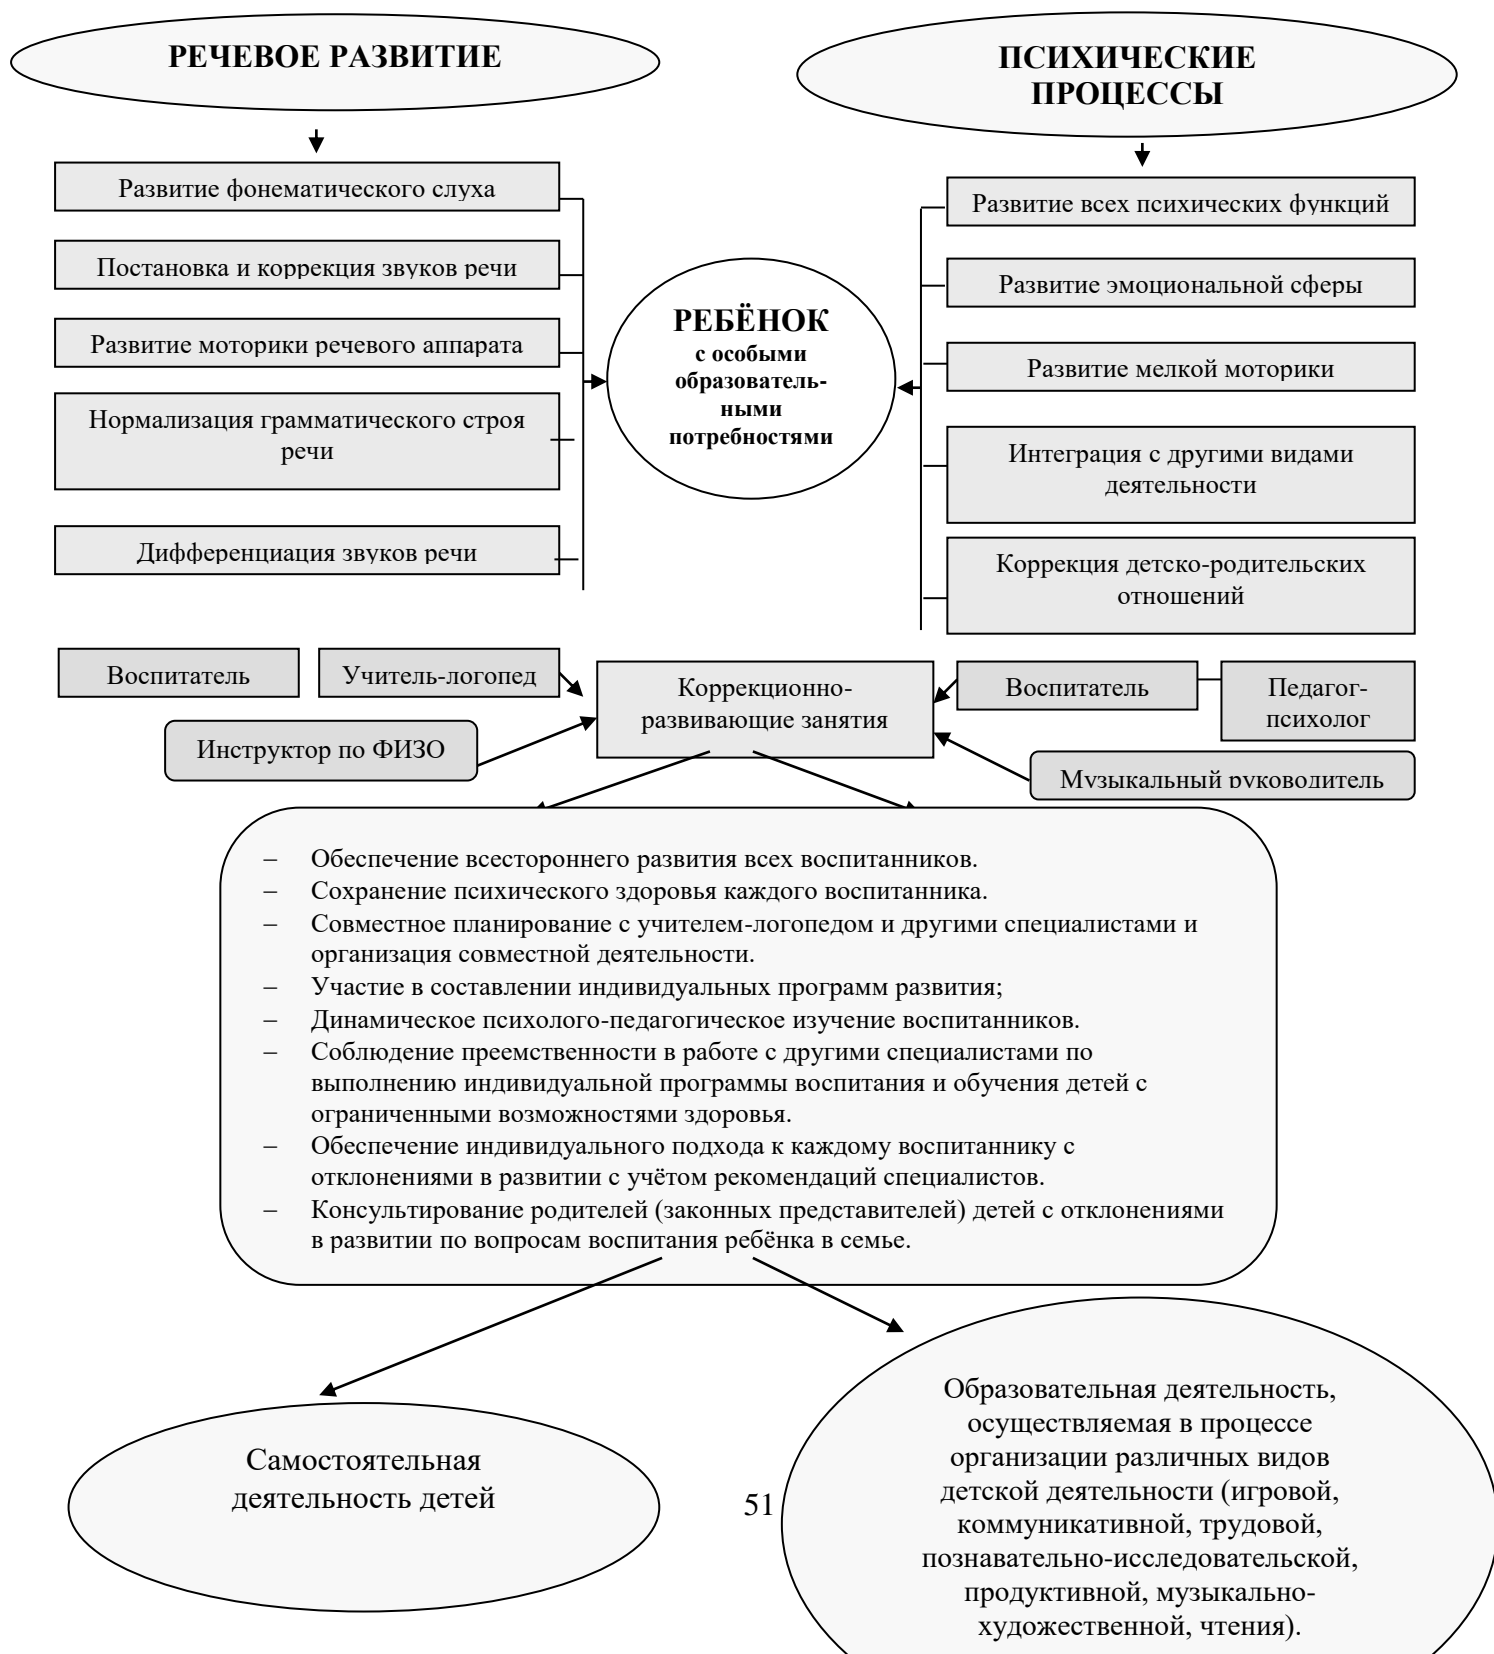 РЕЧЕВОЕ РАЗВИТИЕ
ПСИХИЧЕСКИЕ
ПРОЦЕССЫ
Развитие фонематического слуха
Постановка и коррекция звуков речи
Развитие моторики речевого аппарата
Нормализация грамматического строя
речи
Дифференциация звуков речи
РЕБЁНОК
с особыми
образователь-
ными
потребностями
Развитие всех психических функций
Развитие эмоциональной сферы
Развитие мелкой моторики
Интеграция с другими видами
деятельности
Коррекция детско-родительских
отношений
Воспитатель
Учитель-логопед
Инструктор по ФИЗО
Коррекционно-
развивающие занятия
Воспитатель
Педагог-
психолог
Музыкальный руководитель
– Обеспечение всестороннего развития всех воспитанников.
– Сохранение психического здоровья каждого воспитанника.
– Совместное планирование с учителем-логопедом и другими специалистами и
организация совместной деятельности.
– Участие в составлении индивидуальных программ развития;
– Динамическое психолого-педагогическое изучение воспитанников.
– Соблюдение преемственности в работе с другими специалистами по
выполнению индивидуальной программы воспитания и обучения детей с
ограниченными возможностями здоровья.
– Обеспечение индивидуального подхода к каждому воспитаннику с
отклонениями в развитии с учётом рекомендаций специалистов.
– Консультирование родителей (законных представителей) детей с отклонениями
в развитии по вопросам воспитания ребёнка в семье.
Самостоятельная
деятельность детей
51
Образовательная деятельность,
осуществляемая в процессе
организации различных видов
детской деятельности (игровой,
коммуникативной, трудовой,
познавательно-исследовательской,
продуктивной, музыкально-
художественной, чтения).